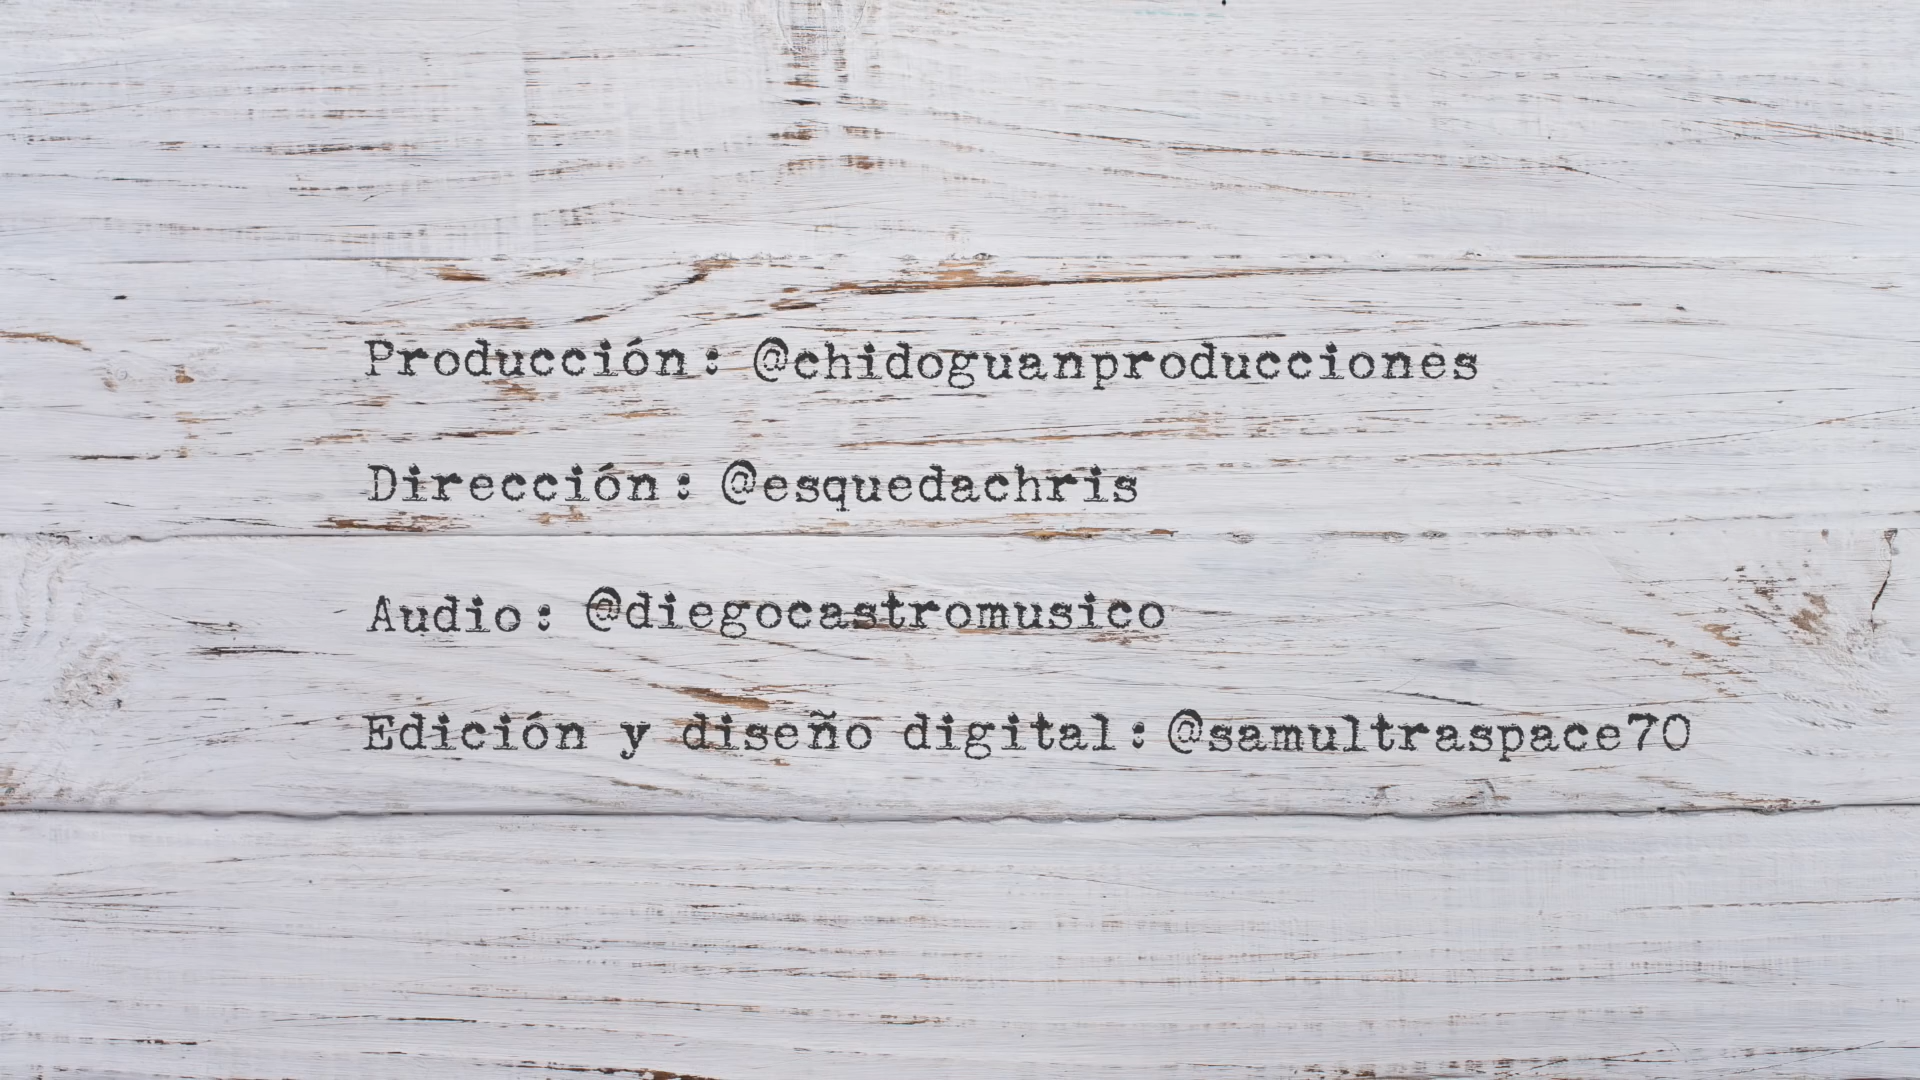 Producción: @chidoguanproducciones
Dirección: @esquedachris
Audio: @diegocastromusico
Edición y diseño digital: @samultraspace70